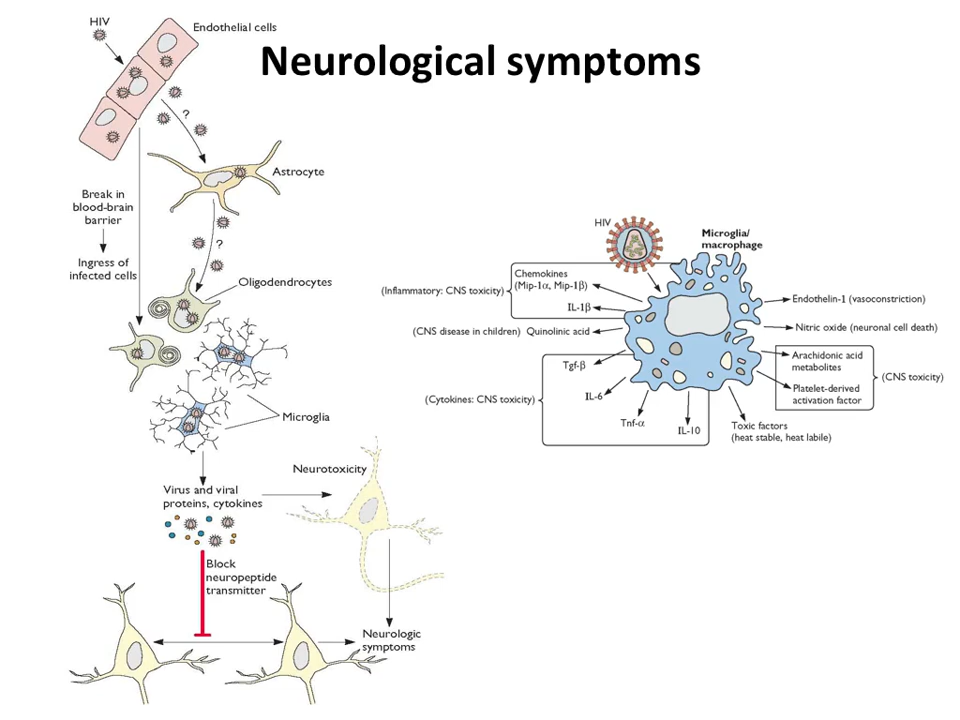 Neurological symptoms
HIV
Endothelial cells
?
Astrocyte
Break in
blood-brain
barrier
Ingress of
infected cells
?
Oligodendrocytes
Microglia
Virus and viral
proteins, cytokines
Neurotoxicity
Block
neuropeptide
transmitter
Neurologic
symptoms
HIV
Microglia/
macrophage
Chemokines
(Mip-1α, Mip-1β)
(Inflammatory: CNS toxicity)
IL-1β
(CNS disease in children) Quinolinic acid
Tgf-β
(Cytokines: CNS toxicity)
IL-6
Tnf-α
IL-10
Endothelin-1 (vasoconstriction)
Nitric oxide (neuronal cell death)
Arachidonic acid
metabolites
(CNS toxicity)
Platelet-derived
activation factor
Toxic factors
(heat stable, heat labile)